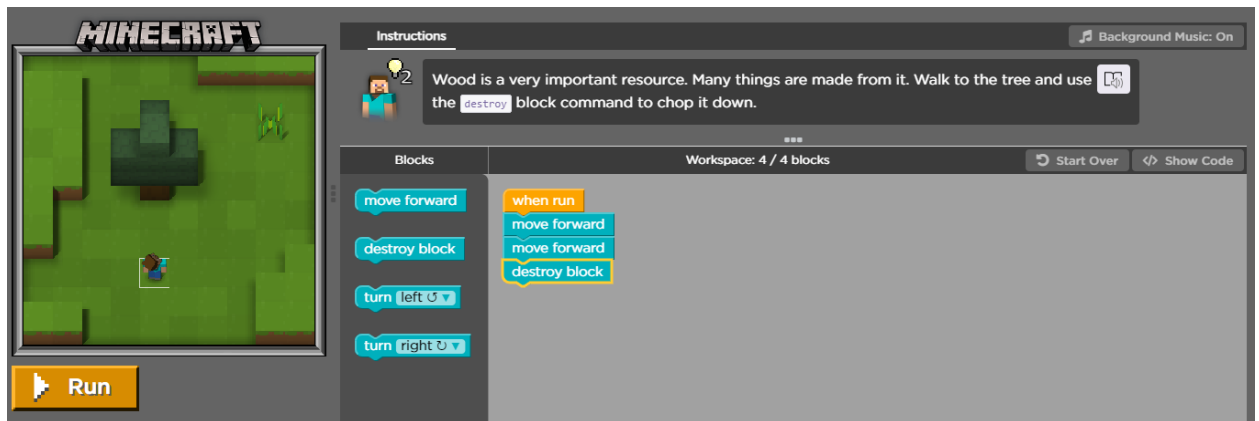 MINECRAFT
Instructions
Background Music: On
2
Wood is a very important resource. Many things are made from it. Walk to the tree and use
the destroy block command to chop it down.
Blocks
Workspace: 4 / 4 blocks
Start Over
Show Code
move forward
destroy block
turn left
turn right
when run
move forward
move forward
destroy block
Run